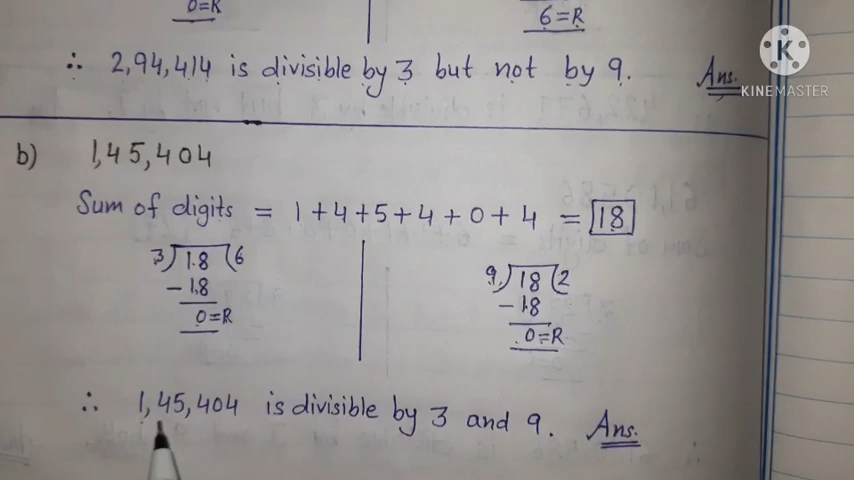 0=R
6=R
∴ 2,94,414 is divisible by 3 but not by 9. Ans.
KINEMASTER
b) 1,45,404
Sum of digits = 1+4+5+4+0+4 = 18
3) 18 (6
-18
0=R
9) 18 (2
-18
0=R
∴ 1,45,404 is divisible by 3 and 9. Ans.